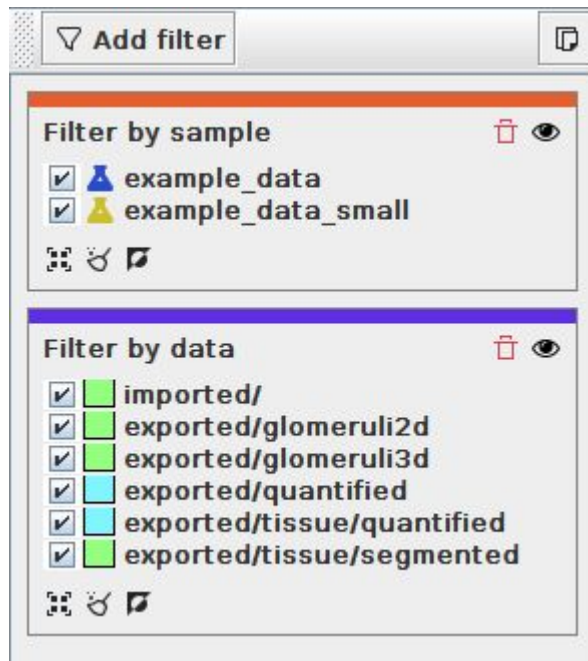 Add filter
Filter by sample
example_data
example_data_small
Filter by data
imported/
exported/glomeruli2d
exported/glomeruli3d
exported/quantified
exported/tissue/quantified
exported/tissue/segmented